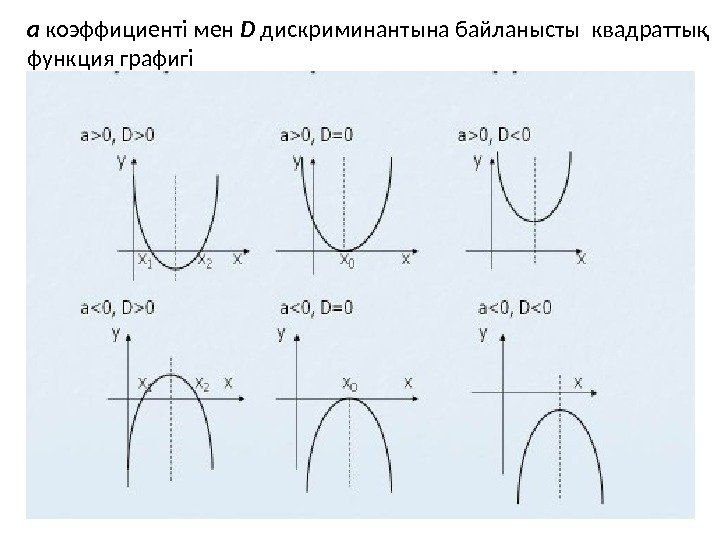 a коэффициенті мен D дискриминантына байланысты квадраттық
функция графигі
a>0, D>0
a>0, D=0
a>0, D<0
y
y
y
x₁
x₂
x
x₀
x
x
a<0, D>0
a<0, D=0
a<0, D<0
y
y
y
x₁
x₂
x
x₀
x
x